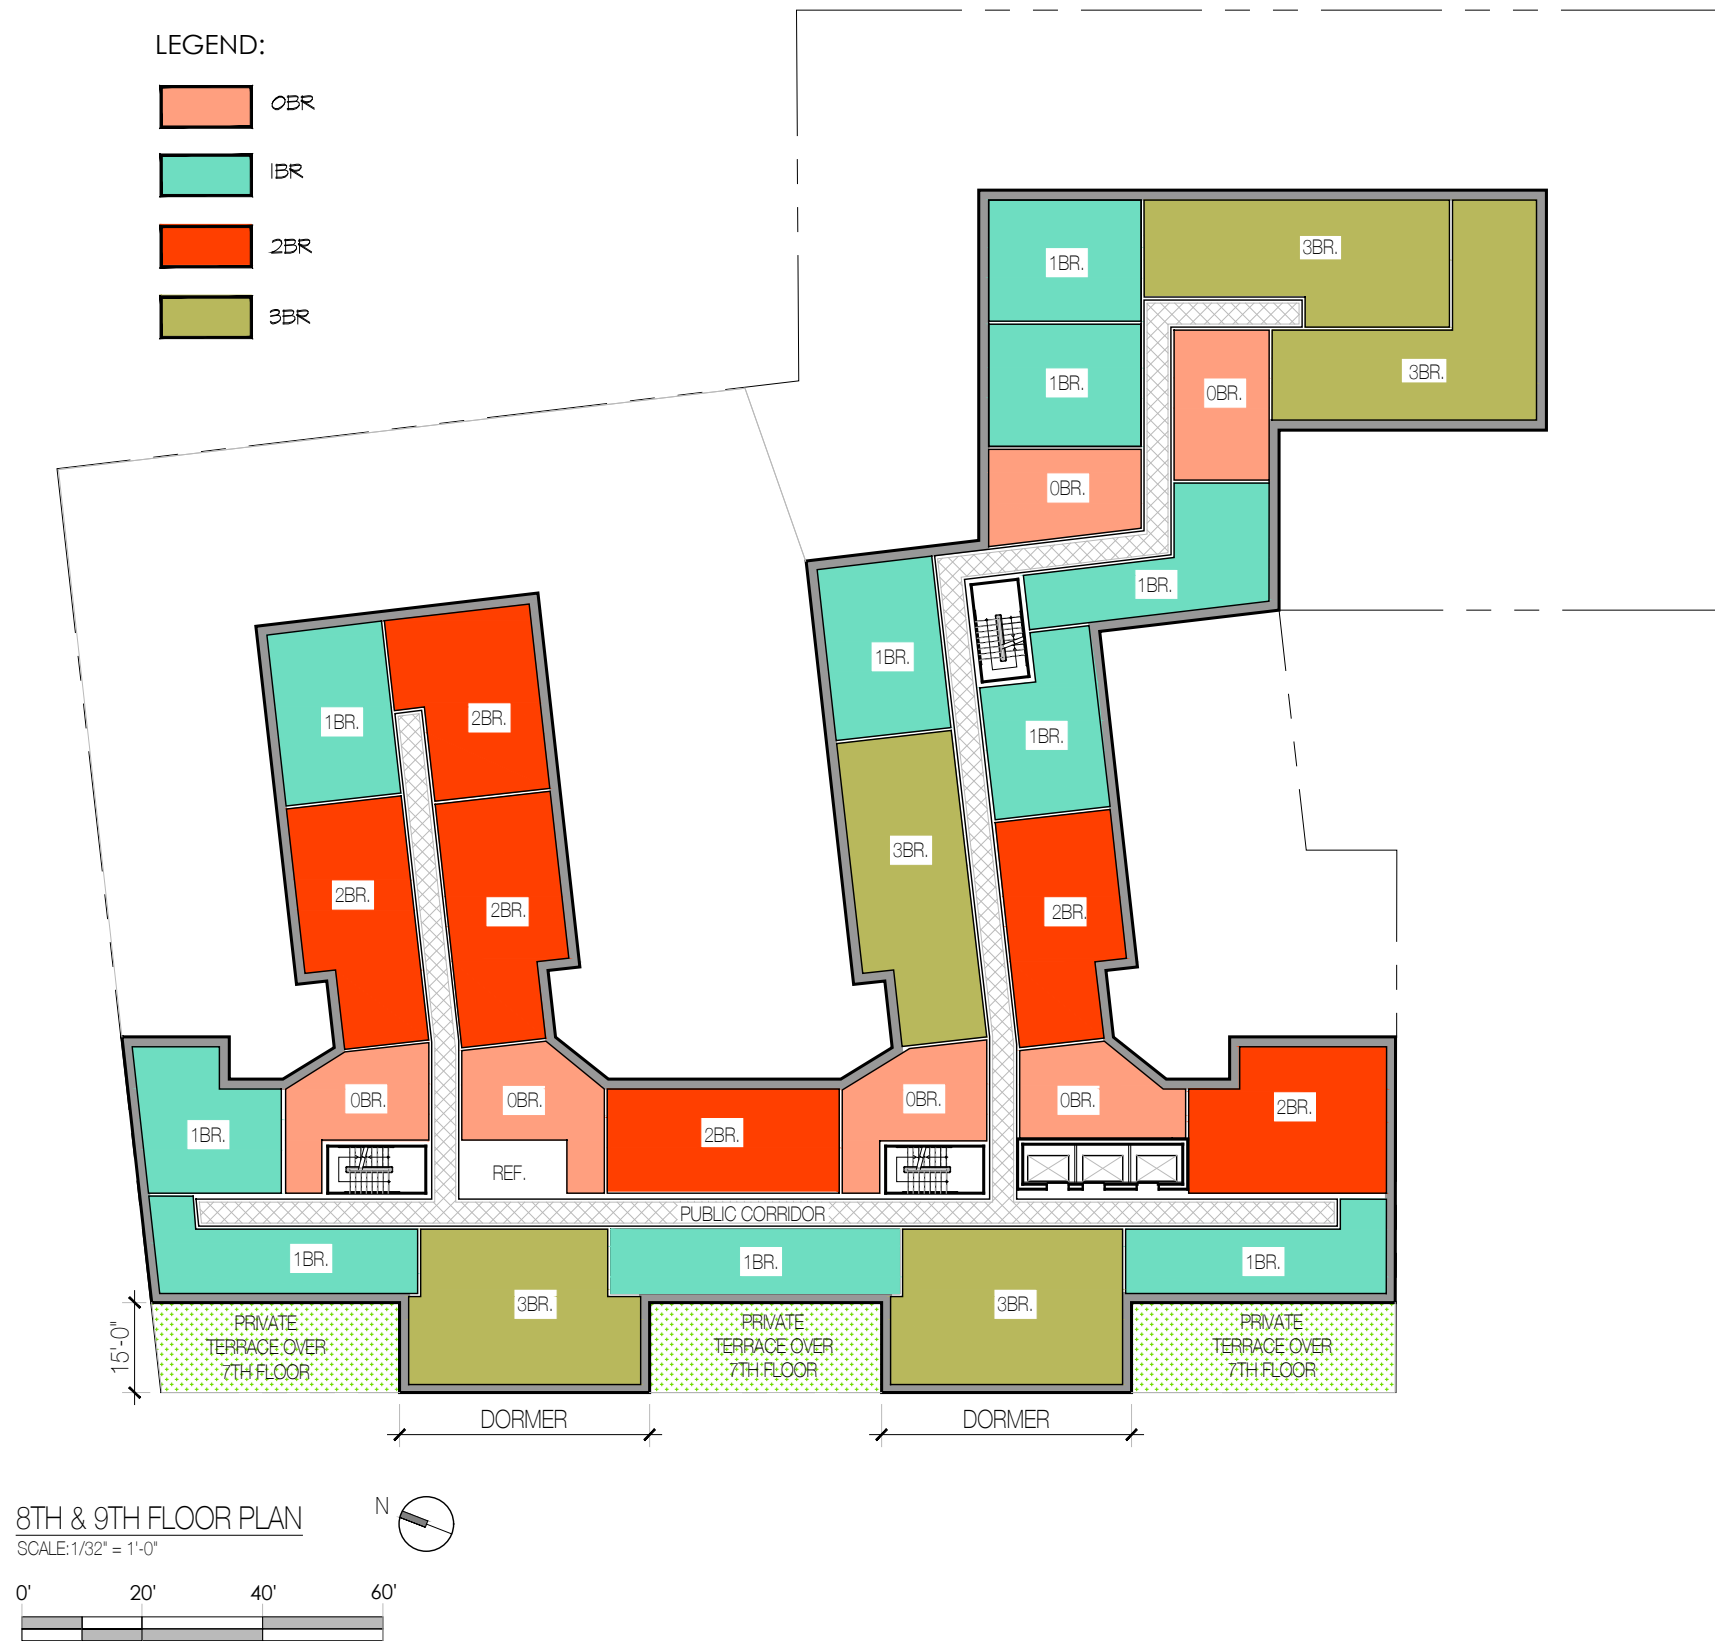 LEGEND:
0BR
1BR
2BR
3BR
1BR.
3BR.
1BR.
3BR.
0BR.
0BR.
1BR.
1BR.
1BR.
2BR.
1BR.
1BR.
3BR.
2BR.
2BR.
2BR.
0BR.
0BR.
0BR.
0BR.
2BR.
1BR.
2BR.
REF.
PUBLIC CORRIDOR
1BR.
1BR.
1BR.
3BR.
3BR.
PRIVATE
TERRACE OVER
7TH FLOOR
PRIVATE
TERRACE OVER
7TH FLOOR
PRIVATE
TERRACE OVER
7TH FLOOR
15'-0"
DORMER
DORMER
8TH & 9TH FLOOR PLAN
SCALE:1/32" = 1'-0"
N
0' 20' 40' 60'